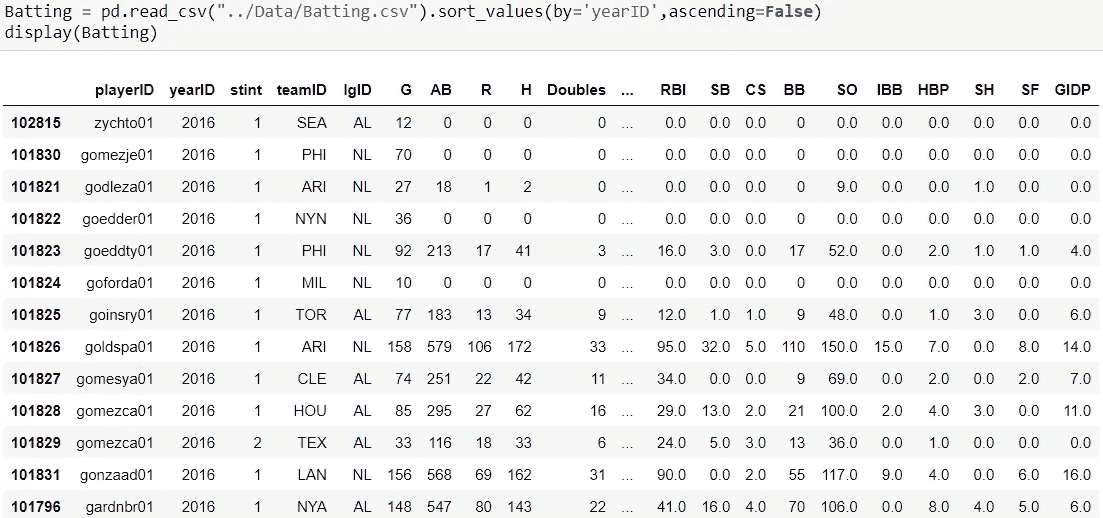 Batting = pd.read_csv("../Data/Batting.csv").sort_values(by='yearID',ascending=False)
display(Batting)
playerID yearID stint teamID lgID G AB R H Doubles ... RBI SB CS BB SO IBB HBP SH SF GIDP
102815 zychto01 2016 1 SEA AL 12 0 0 0 0 ... 0.0 0.0 0.0 0 0.0 0.0 0.0 0.0 0.0 0.0
101830 gomezje01 2016 1 PHI NL 70 0 0 0 0 ... 0.0 0.0 0.0 0 0.0 0.0 0.0 0.0 0.0 0.0
101821 godleza01 2016 1 ARI NL 27 18 1 2 0 ... 0.0 0.0 0.0 0 9.0 0.0 0.0 1.0 0.0 0.0
101822 goedder01 2016 1 NYN NL 36 0 0 0 0 ... 0.0 0.0 0.0 0 0.0 0.0 0.0 0.0 0.0 0.0
101823 goeddty01 2016 1 PHI NL 92 213 17 41 3 ... 16.0 3.0 0.0 17 52.0 0.0 2.0 1.0 1.0 4.0
101824 goforda01 2016 1 MIL NL 10 0 0 0 0 ... 0.0 0.0 0.0 0 0.0 0.0 0.0 0.0 0.0 0.0
101825 goinsry01 2016 1 TOR AL 77 183 13 34 9 ... 12.0 1.0 1.0 9 48.0 0.0 1.0 3.0 0.0 6.0
101826 goldspa01 2016 1 ARI NL 158 579 106 172 33 ... 95.0 32.0 5.0 110 150.0 15.0 7.0 0.0 8.0 14.0
101827 gomesya01 2016 1 CLE AL 74 251 22 42 11 ... 34.0 0.0 0.0 9 69.0 0.0 2.0 0.0 2.0 7.0
101828 gomezca01 2016 1 HOU AL 85 295 27 62 16 ... 29.0 13.0 2.0 21 100.0 2.0 4.0 3.0 0.0 11.0
101829 gomezca01 2016 2 TEX AL 33 116 18 33 6 ... 24.0 5.0 3.0 13 36.0 0.0 1.0 0.0 0.0 0.0
101831 gonzaad01 2016 1 LAN NL 156 568 69 162 31 ... 90.0 0.0 2.0 55 117.0 9.0 4.0 0.0 6.0 16.0
101796 gardnbr01 2016 1 NYA AL 148 547 80 143 22 ... 41.0 16.0 4.0 70 106.0 0.0 8.0 4.0 5.0 6.0